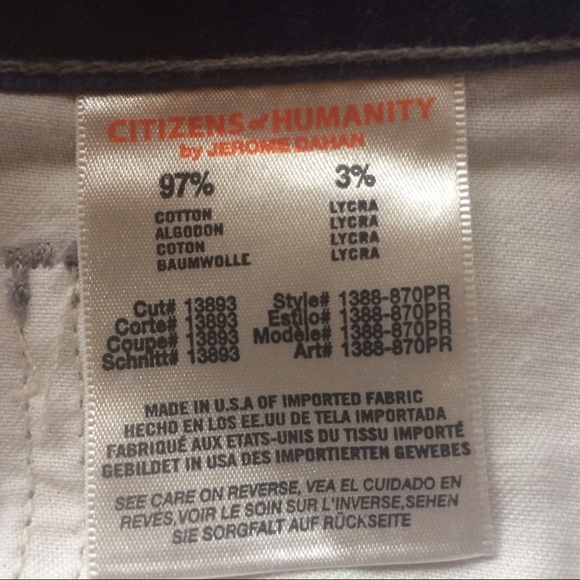 CITIZENS of HUMANITY
by JEROME DAHAN
97% 3%
COTTON LYCRA
ALGODON LYCRA
COTON LYCRA
BAUMWOLLE LYCRA
Cut# 13893 Style# 1388-870PR
Corte# 13893 Estilo# 1388-870PR
Coupe# 13893 Modèle# 1388-870PR
Schnitt# 13893 Art# 1388-870PR
MADE IN U.S.A OF IMPORTED FABRIC
HECHO EN LOS EE.UU DE TELA IMPORTADA
FABRIQUÉ AUX ETATS-UNIS DU TISSU IMPORTÉ
GEBILDET IN USA DES IMPORTIERTEN GEWEBES
SEE CARE ON REVERSE, VEA EL CUIDADO EN
REVES,VOIR LE SOIN SUR L'INVERSE,SEHEN
SIE SORGFALT AUF RÜCKSEITE